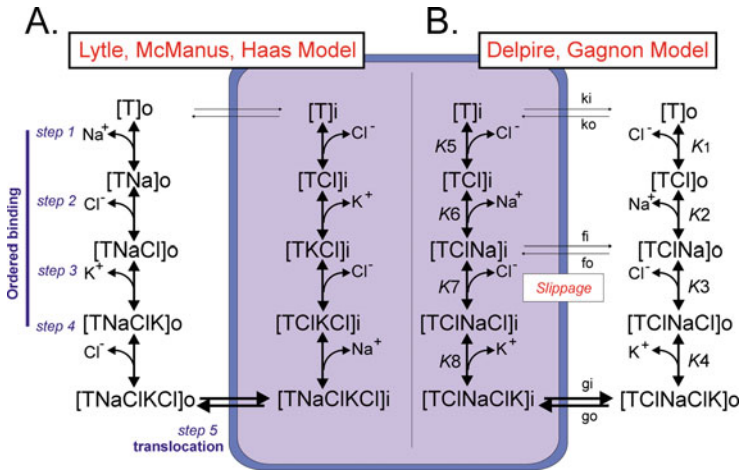 A.
B.
Lytle, McManus, Haas Model
Delpire, Gagnon Model
[T]o
[T]i
[T]i
ki
ko
[T]o
step 1
Na+
Cl-
K5
Cl-
Cl-
K1
[TNa]o
[TCl]i
[TCl]i
[TCl]o
step 2
Cl-
K+
K6
Na+
Na+
K2
[TNaCl]o
[TKCl]i
[TClNa]i
fi
fo
[TClNa]o
Ordered binding
step 3
K+
Cl-
K7
Cl-
Slippage
Cl-
K3
step 4
[TNaClK]o
[TClKCl]i
[TClNaCl]i
[TClNaCl]o
Cl-
Na+
K8
K+
K+
K4
[TNaClKCl]o
[TNaClKCl]i
[TClNaClK]i
gi
go
[TClNaClK]o
step 5
translocation